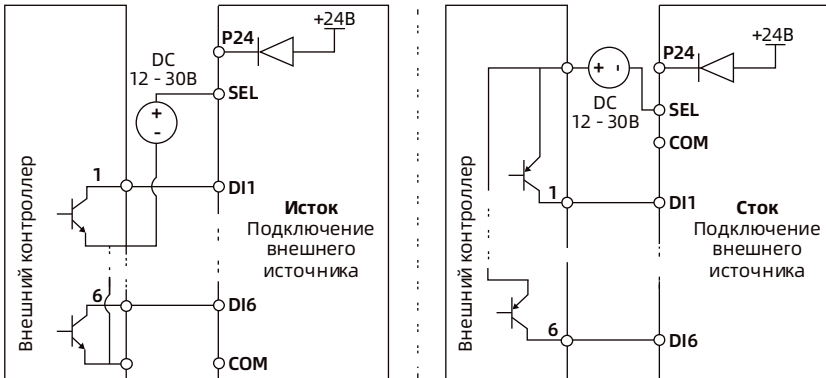 +24В
P24
DC
12 - 30В
SEL
+
-
1
DI1
Исток
Подключение
внешнего
источника
Внешний контроллер
6
DI6
COM
+24В
P24
+ -
DC
12 - 30В
SEL
COM
1
DI1
Сток
Подключение
внешнего
источника
Внешний контроллер
6
DI6